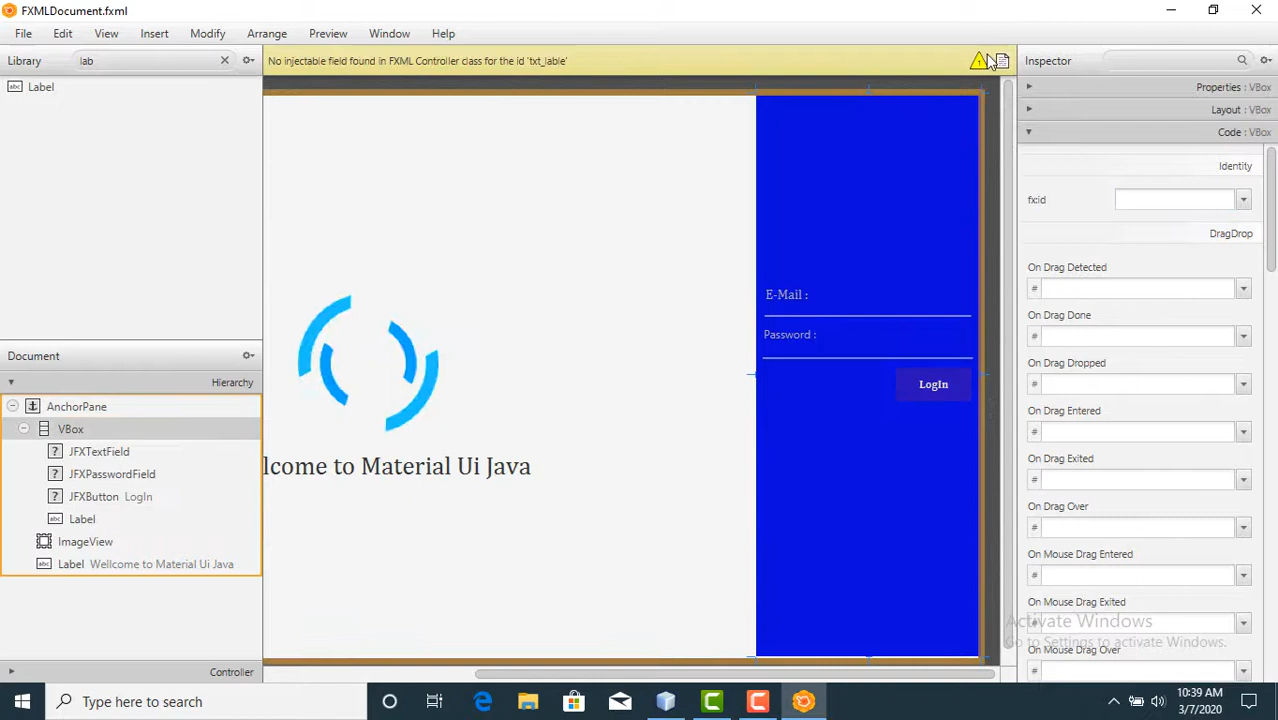 FXMLDocument.fxml
File Edit View Insert Modify Arrange Preview Window Help
Library lab
No injectable field found in FXML Controller class for the id 'txt_lable'
Inspector
Label
Properties : VBox
Layout : VBox
Code : VBox
Identity
fx:id
DragDrop
On Drag Detected
#
On Drag Done
#
On Drag Dropped
#
On Drag Entered
#
On Drag Exited
#
On Drag Over
#
On Mouse Drag Entered
#
On Mouse Drag Exited
#
On Mouse Drag Over
#
E-Mail :
Password :
LogIn
lcome to Material Ui Java
Document
Hierarchy
AnchorPane
VBox
? JFXTextField
? JFXPasswordField
? JFXButton LogIn
abc Label
ImageView
abc Label Wellcome to Material Ui Java
Controller
Activate Windows
Go to Settings to activate Windows.
Type here to search
10:39 AM
3/7/2020